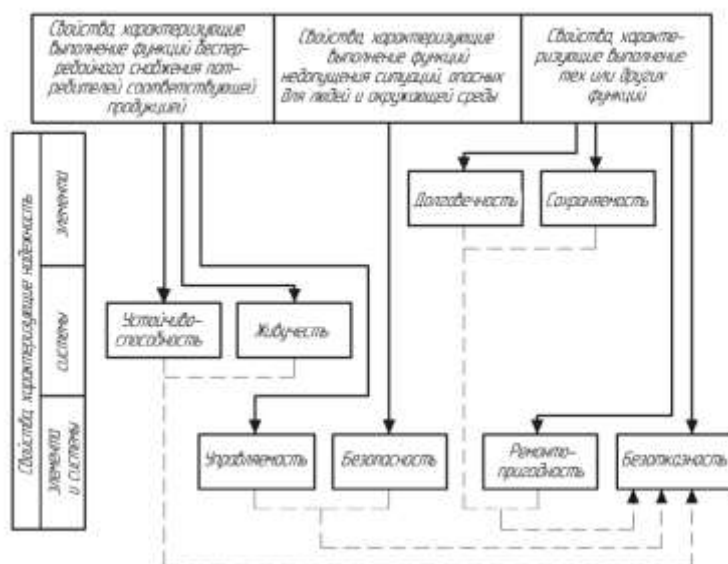 Свойства характеризующие
выполнение функций беспер-
ребойного снабжения пот-
ребителей соответствующей
продукцией
Свойства, характеризующие
выполнение функций
недопущения ситуаций, опасных
для людей и окружающей среды
Свойства, характе-
ризующие выполнение
тех или других
функций
Свойства характеризующие надежность
элемента
системы
элемента
и системы
Долговечность
Сохраняемость
Устойчиво-
способность
Живучесть
Управляемость
Безопасность
Ремонто-
пригодность
Безотказность